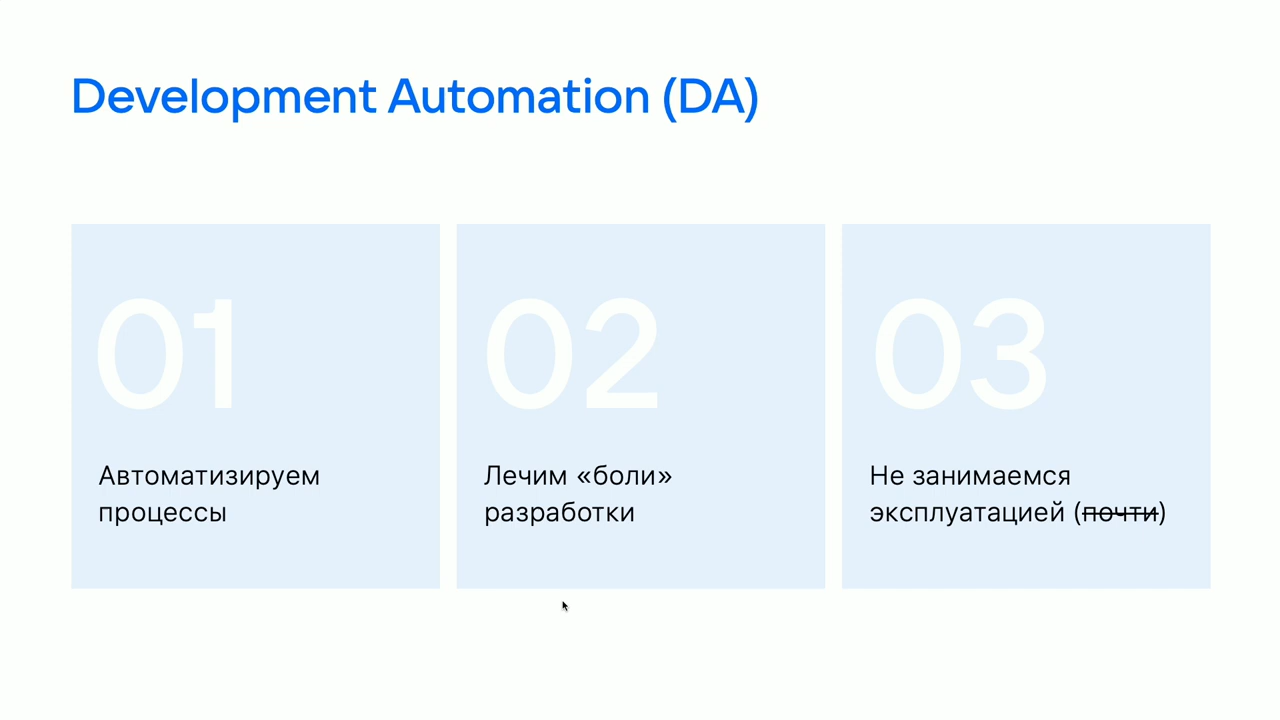 Development Automation (DA)
01
Автоматизируем
процессы
02
Лечим «боли»
разработки
03
Не занимаемся
эксплуатацией (почти)